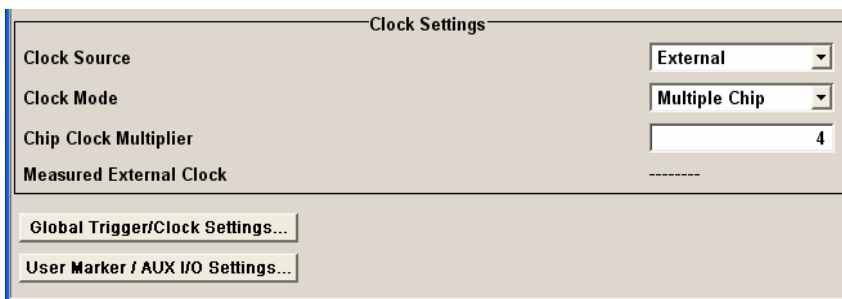 Clock Settings
Clock Source External
Clock Mode Multiple Chip
Chip Clock Multiplier 4
Measured External Clock --------
Global Trigger/Clock Settings...
User Marker / AUX I/O Settings...